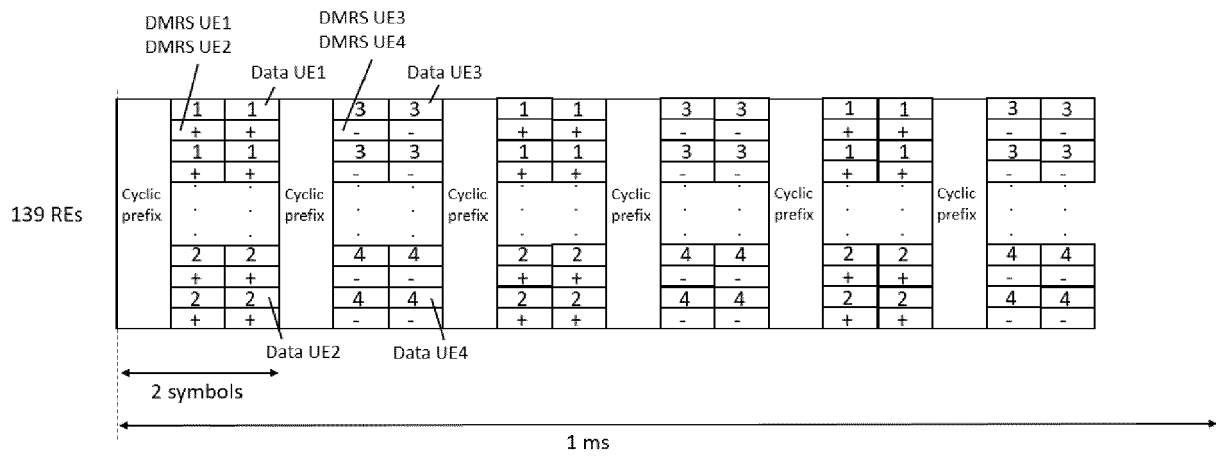 DMRS UE1
DMRS UE2
DMRS UE3
DMRS UE4
Data UE1
Data UE3
1 1 3 3 1 1 3 3 1 1 3 3
+ + - - + + - - + + - -
1 1 3 3 1 1 3 3 1 1 3 3
+ + - - + + - - + + - -
139 REs
Cyclic prefix Cyclic prefix Cyclic prefix Cyclic prefix Cyclic prefix Cyclic prefix
2 2 4 4 2 2 4 4 2 2 4 4
+ + - - + + - - + + - -
2 2 4 4 2 2 4 4 2 2 4 4
+ + - - + + - - + + - -
Data UE2
Data UE4
2 symbols
1 ms